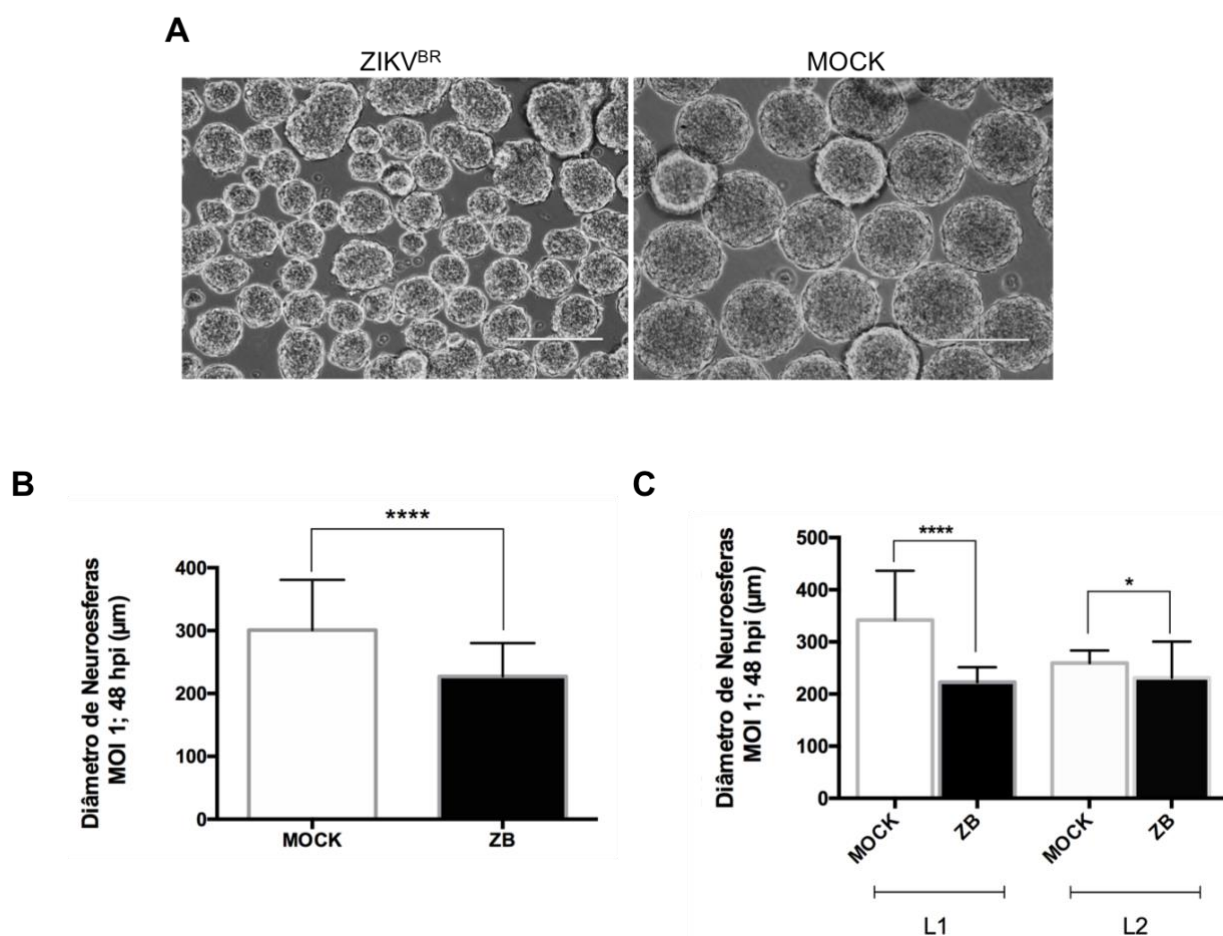 A
ZIKVᴮᴿ
MOCK
B
Diâmetro de Neuroesferas
MOI 1; 48 hpi (µm)
400
300
200
100
0
****
MOCK
ZB
C
Diâmetro de Neuroesferas
MOI 1; 48 hpi (µm)
500
400
300
200
100
0
****
*
MOCK
ZB
MOCK
ZB
L1
L2